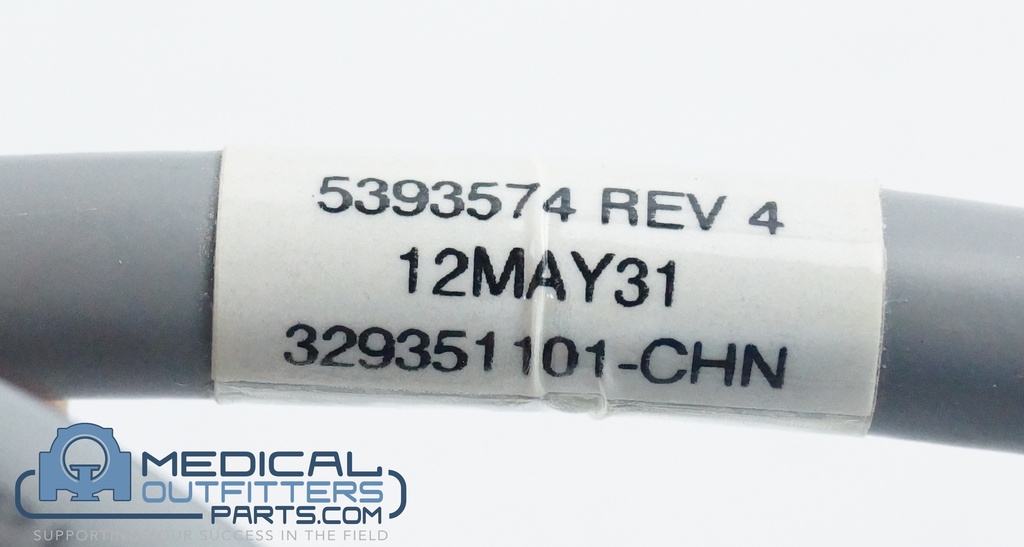 5393574 REV 4
12MAY31
329351101-CHN
MEDICAL
OUTFITTERS
PARTS.COM
SUPPORTING YOUR SUCCESS IN THE FIELD